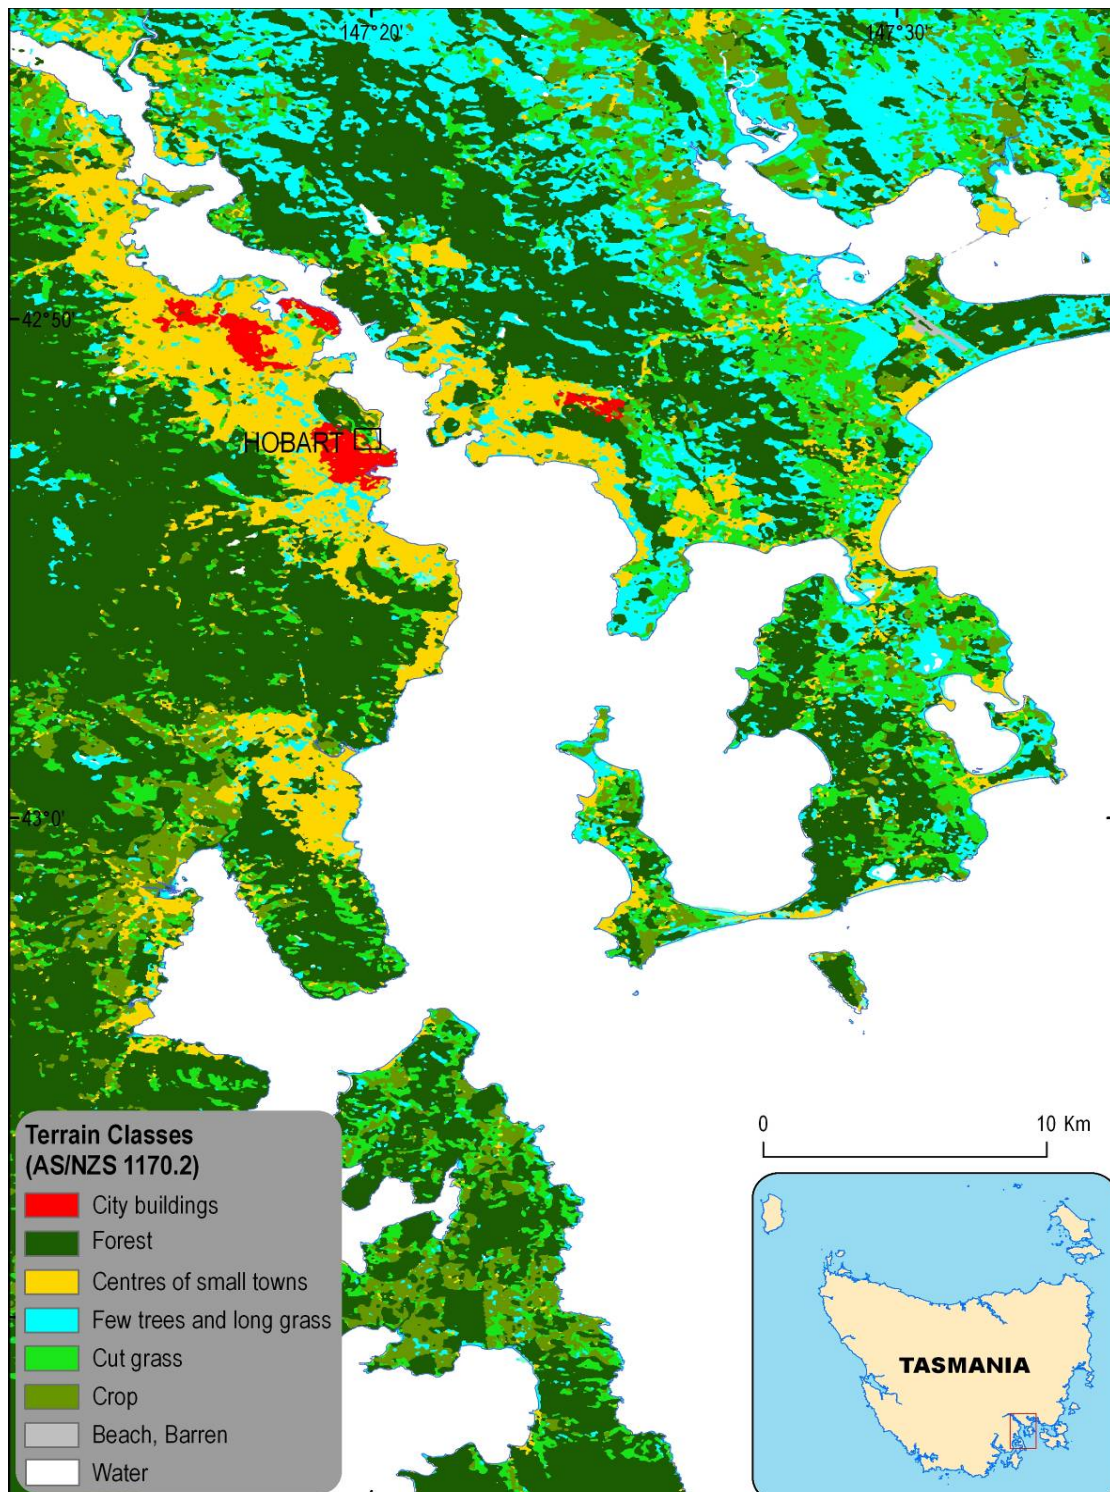 147°20'
147°30'
42°50'
HOBART
43°0'
Terrain Classes
(AS/NZS 1170.2)
City buildings
Forest
Centres of small towns
Few trees and long grass
Cut grass
Crop
Beach, Barren
Water
0
10 Km
TASMANIA